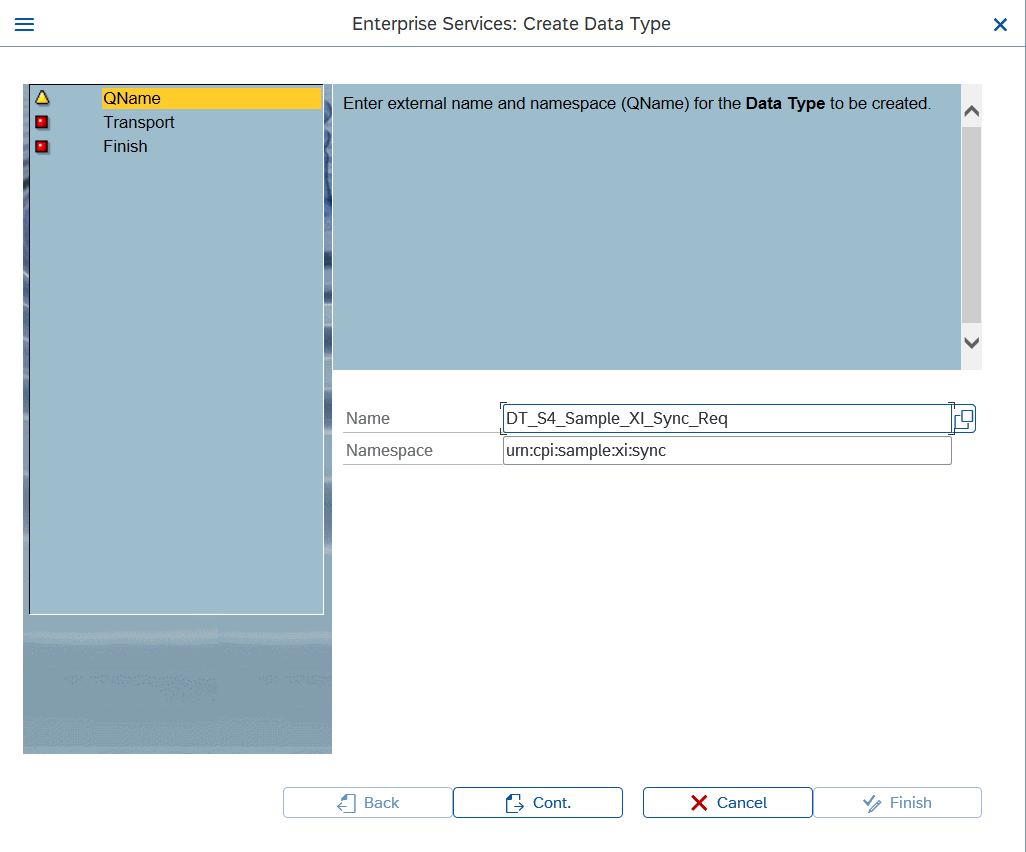 Enterprise Services: Create Data Type
QName
Transport
Finish
Enter external name and namespace (QName) for the Data Type to be created.
Name
DT_S4_Sample_XI_Sync_Req
Namespace
urn:cpi:sample:xi:sync
Back
Cont.
Cancel
Finish